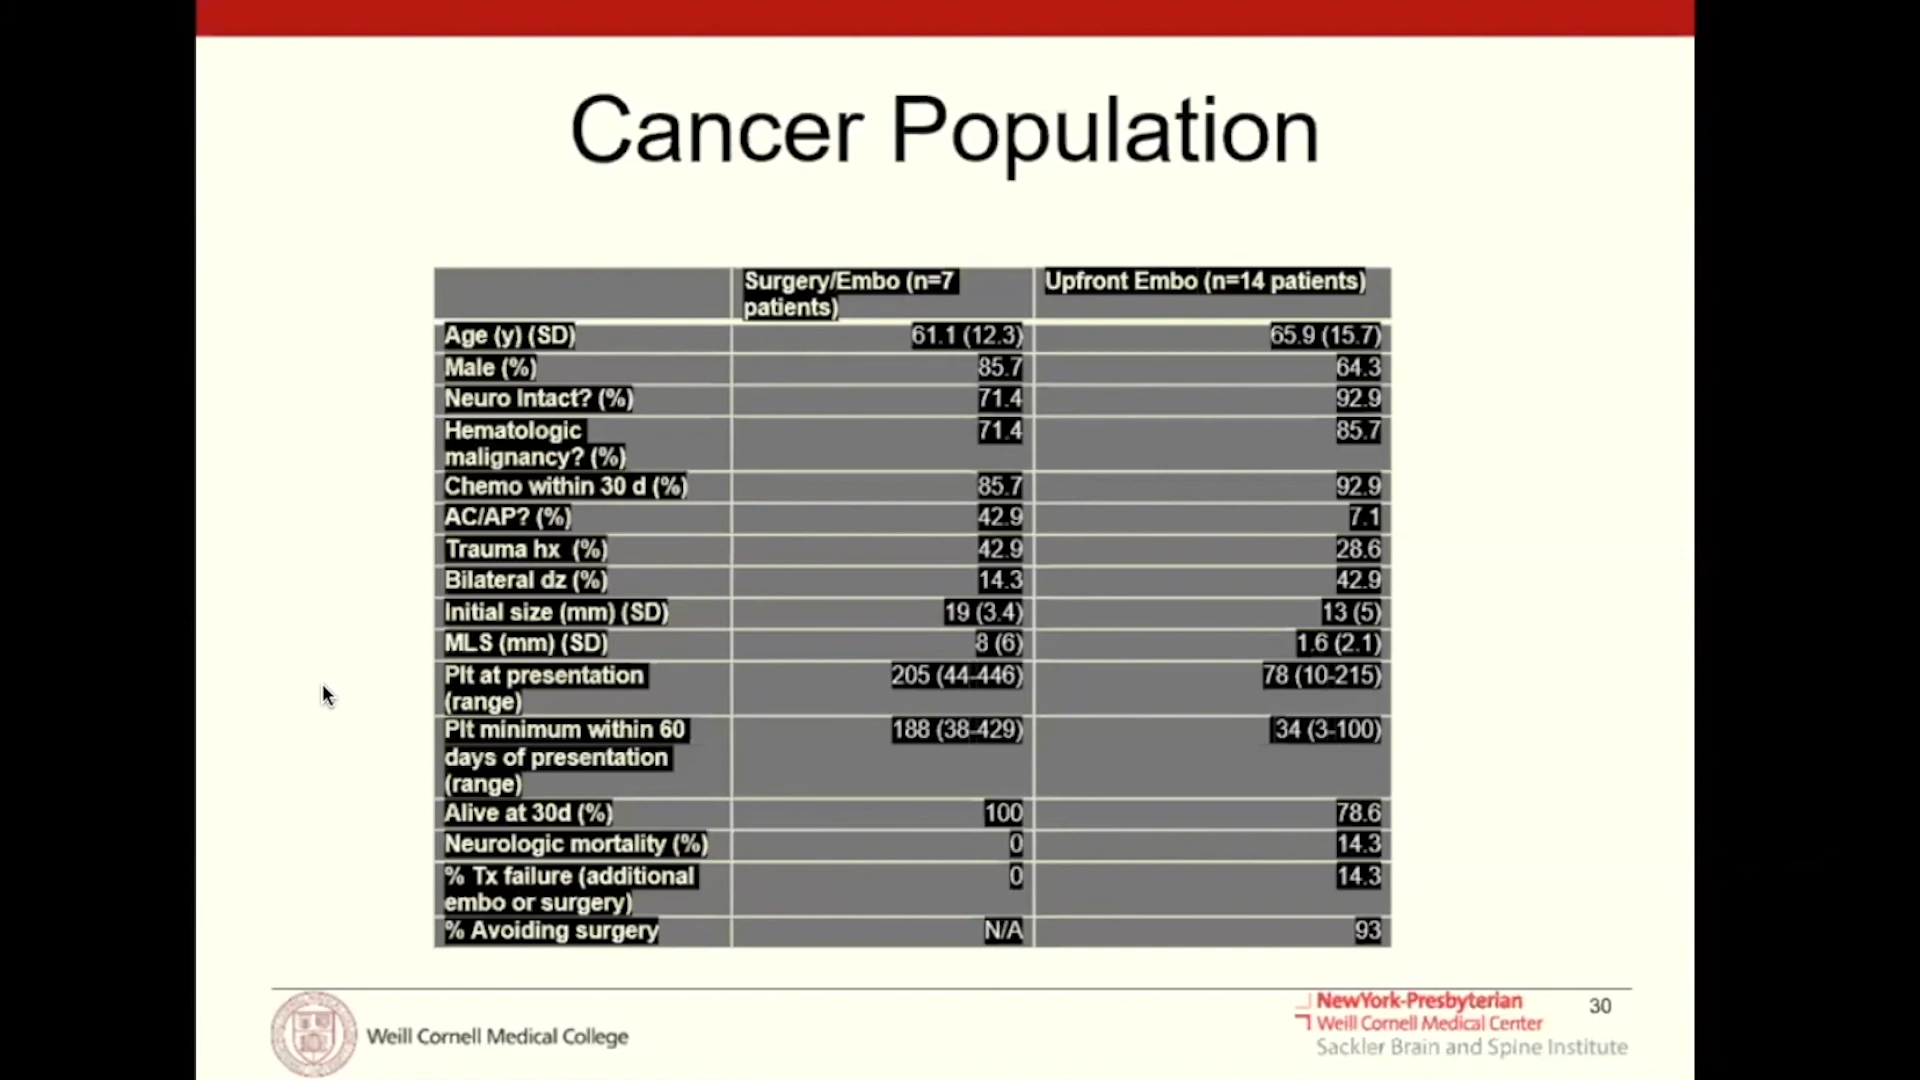 Cancer Population
Surgery/Embo (n=7 patients) Upfront Embo (n=14 patients)
Age (y) (SD) 61.1 (12.3) 65.9 (15.7)
Male (%) 85.7 64.3
Neuro Intact? (%) 71.4 92.9
Hematologic malignancy? (%) 71.4 85.7
Chemo within 30 d (%) 85.7 92.9
AC/AP? (%) 42.9 7.1
Trauma hx (%) 42.9 28.6
Bilateral dz (%) 14.3 42.9
Initial size (mm) (SD) 19 (3.4) 13 (5)
MLS (mm) (SD) 8 (6) 1.6 (2.1)
Plt at presentation (range) 205 (44-446) 78 (10-215)
Plt minimum within 60 days of presentation (range) 188 (38-429) 34 (3-100)
Alive at 30d (%) 100 78.6
Neurologic mortality (%) 0 14.3
% Tx failure (additional embo or surgery) 0 14.3
% Avoiding surgery N/A 93
Weill Cornell Medical College
NewYork-Presbyterian
Weill Cornell Medical Center
Sackler Brain and Spine Institute
30